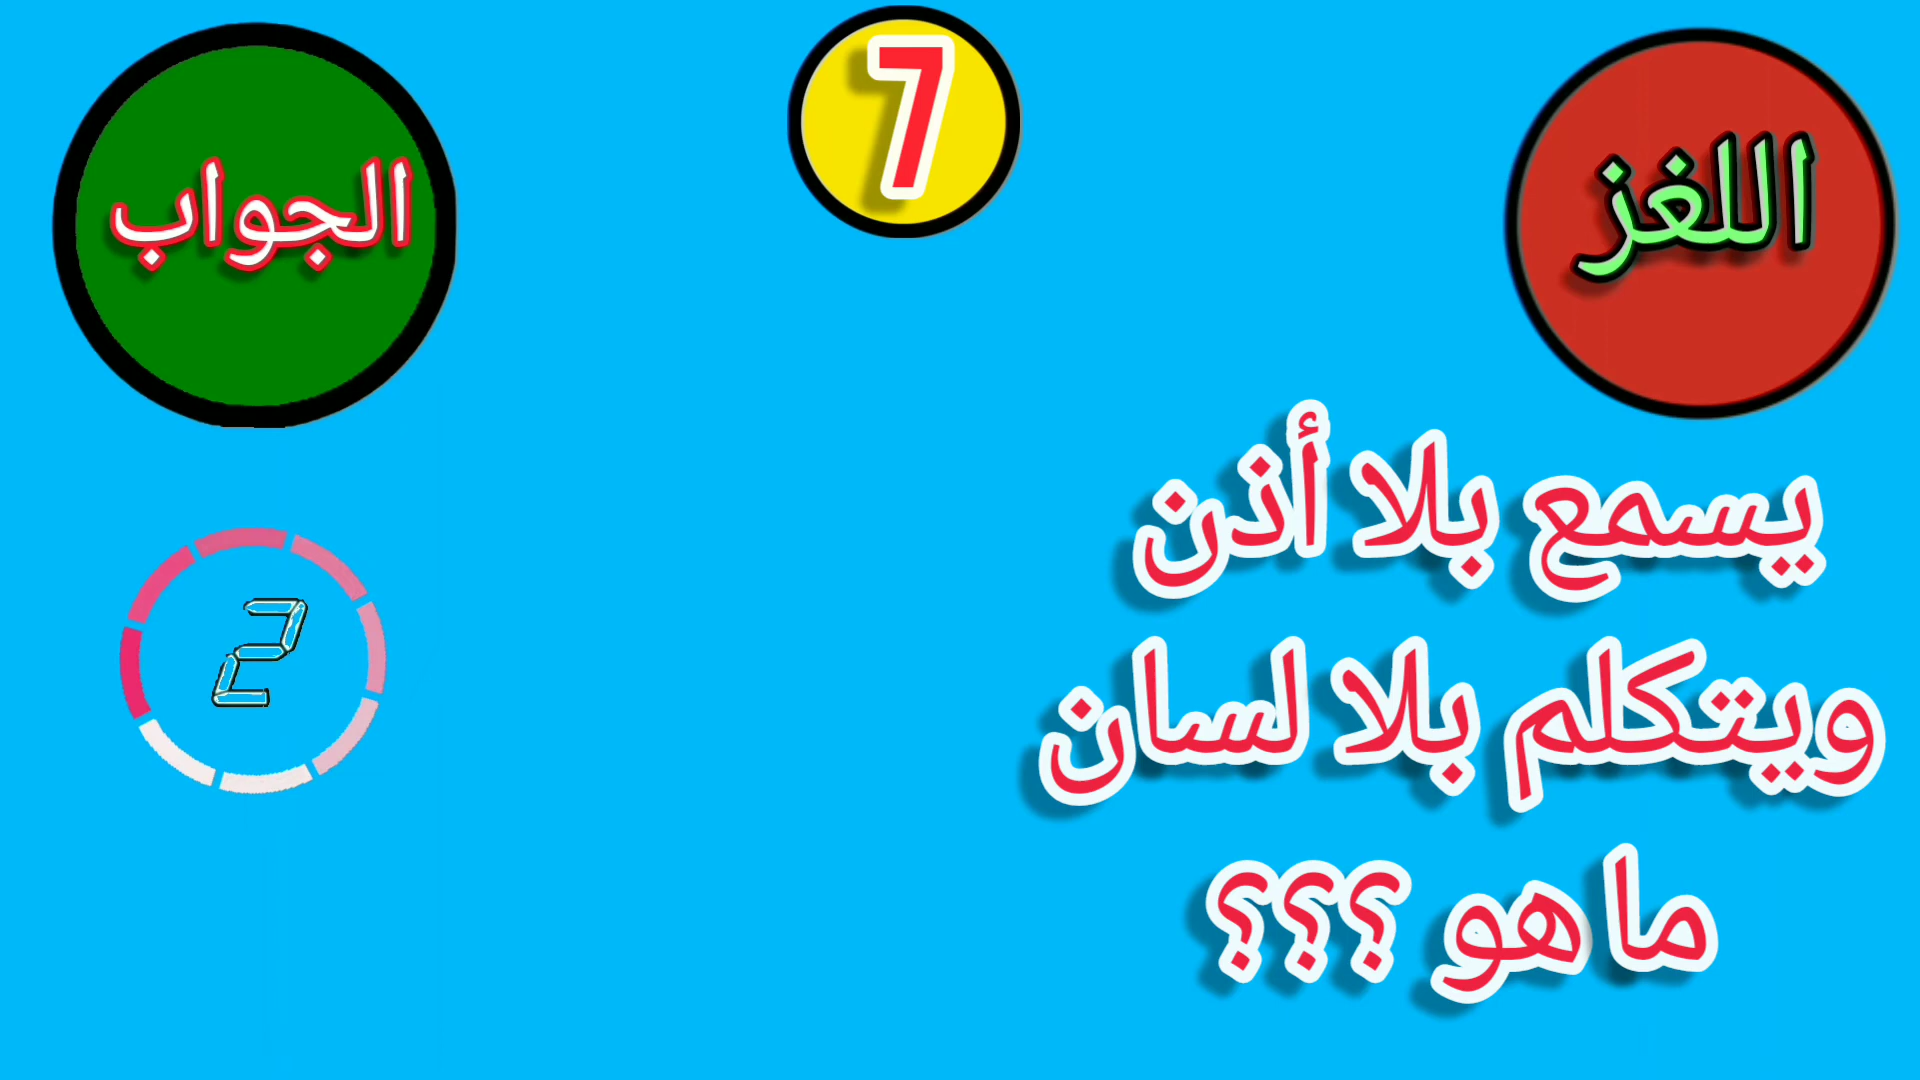 اللغز
7
الجواب
يسمع بلا أذن
ويتكلم بلا لسان
ما هو ؟؟؟
2